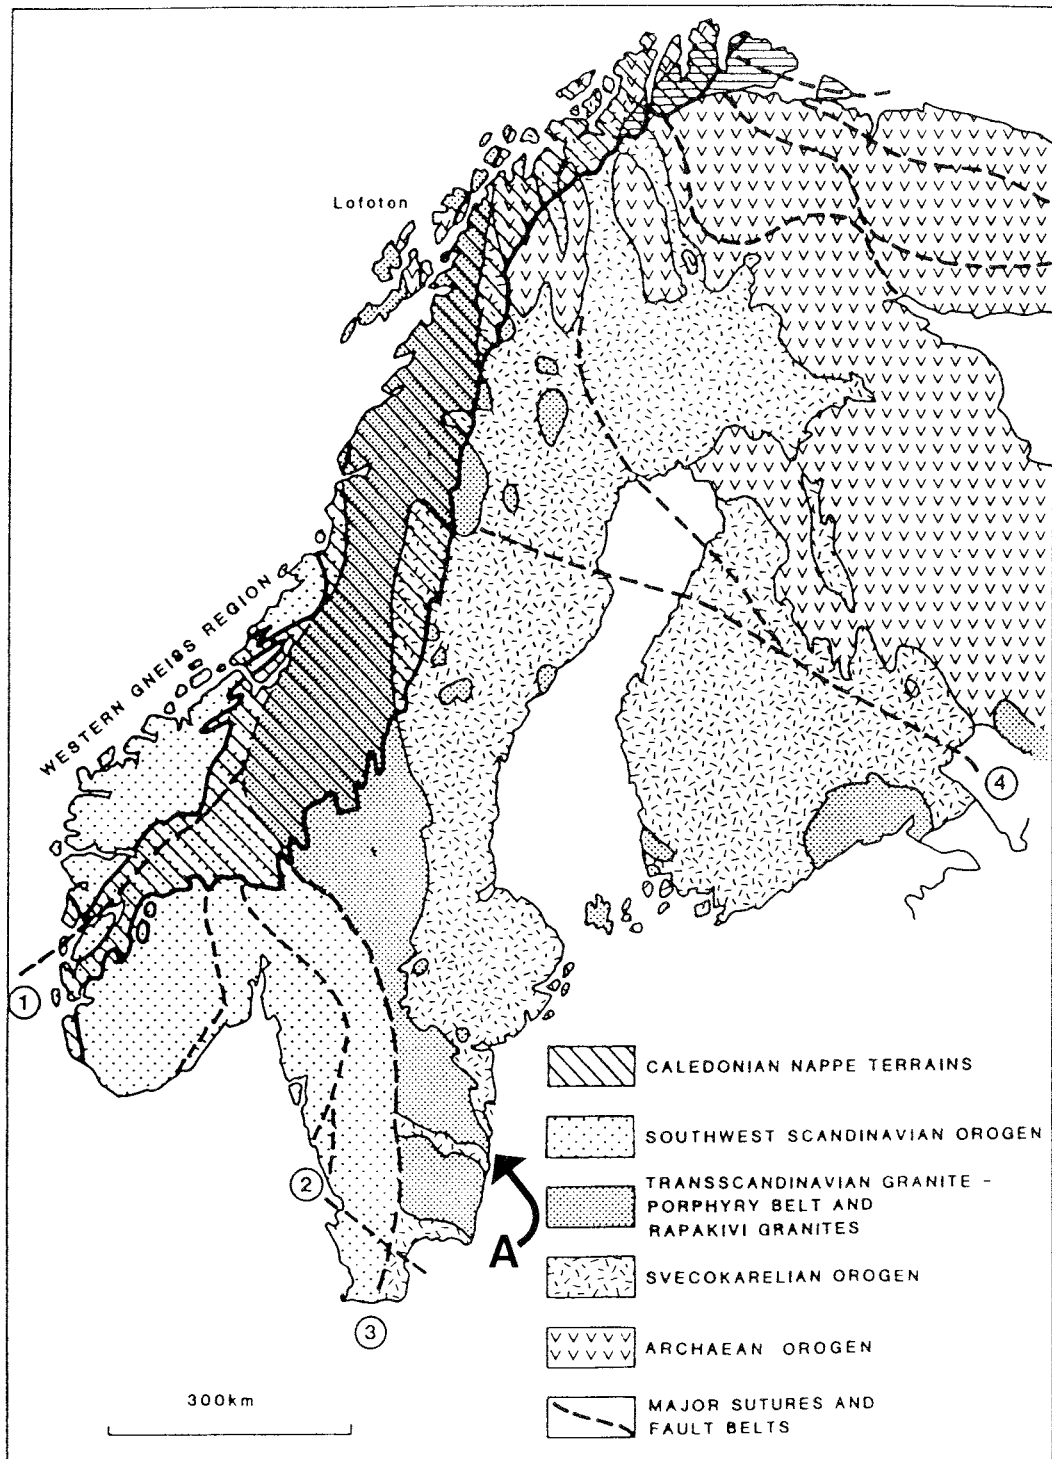 Lofoton
WESTERN GNEISS REGION
1
2
3
4
A
CALEDONIAN NAPPE TERRAINS
SOUTHWEST SCANDINAVIAN OROGEN
TRANSSCANDINAVIAN GRANITE -
PORPHYRY BELT AND
RAPAKIVI GRANITES
SVECOKARELIAN OROGEN
ARCHAEAN OROGEN
MAJOR SUTURES AND
FAULT BELTS
300km